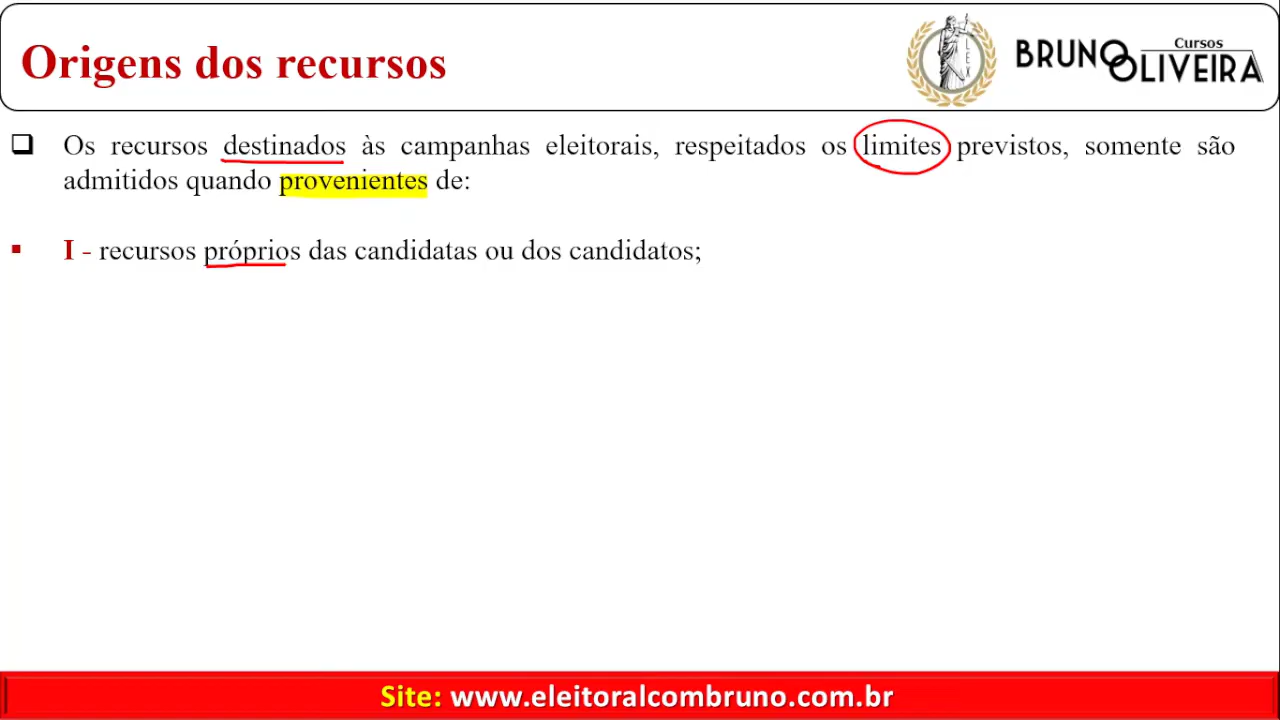 Origens dos recursos
LEX
Cursos
BRUNO
OLIVEIRA
❑ Os recursos destinados às campanhas eleitorais, respeitados os limites previstos, somente são
admitidos quando provenientes de:
▪ I - recursos próprios das candidatas ou dos candidatos;
Site: www.eleitoralcombruno.com.br